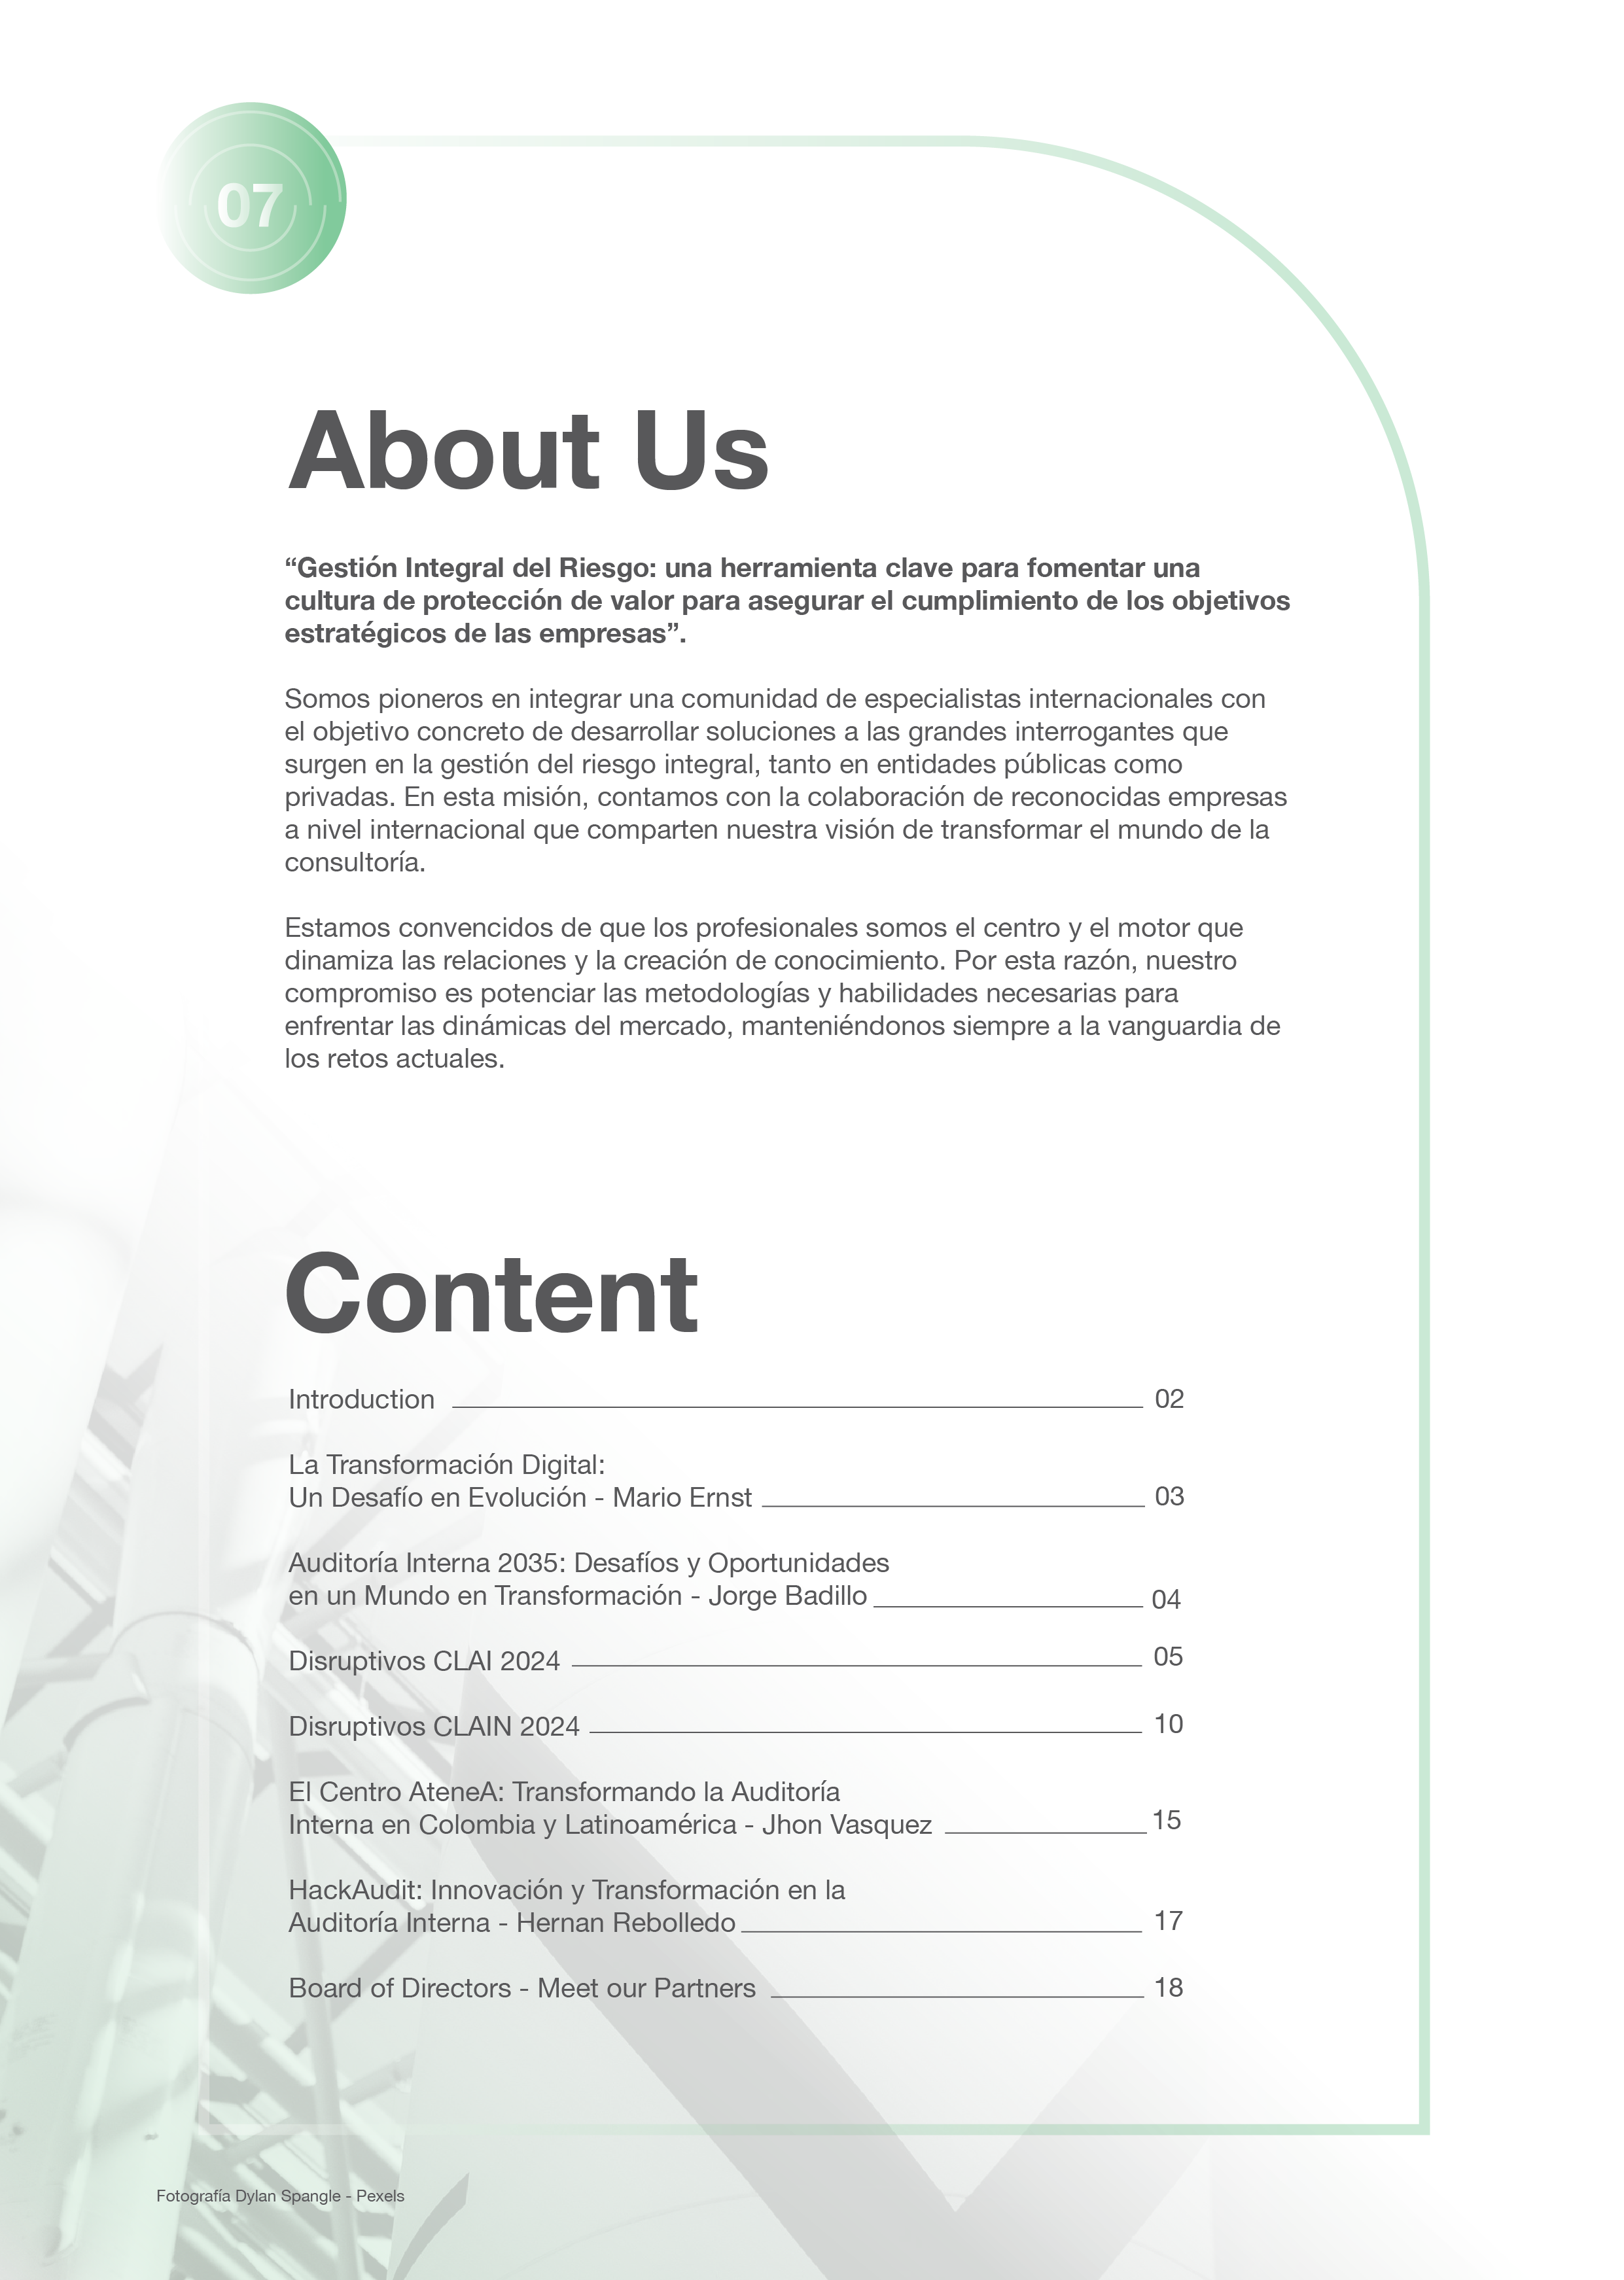 07
About Us
“Gestión Integral del Riesgo: una herramienta clave para fomentar una
cultura de protección de valor para asegurar el cumplimiento de los objetivos
estratégicos de las empresas”.
Somos pioneros en integrar una comunidad de especialistas internacionales con
el objetivo concreto de desarrollar soluciones a las grandes interrogantes que
surgen en la gestión del riesgo integral, tanto en entidades públicas como
privadas. En esta misión, contamos con la colaboración de reconocidas empresas
a nivel internacional que comparten nuestra visión de transformar el mundo de la
consultoría.
Estamos convencidos de que los profesionales somos el centro y el motor que
dinamiza las relaciones y la creación de conocimiento. Por esta razón, nuestro
compromiso es potenciar las metodologías y habilidades necesarias para
enfrentar las dinámicas del mercado, manteniéndonos siempre a la vanguardia de
los retos actuales.
Content
Introduction 02
La Transformación Digital:
Un Desafío en Evolución - Mario Ernst 03
Auditoría Interna 2035: Desafíos y Oportunidades
en un Mundo en Transformación - Jorge Badillo 04
Disruptivos CLAI 2024 05
Disruptivos CLAIN 2024 10
El Centro AteneA: Transformando la Auditoría
Interna en Colombia y Latinoamérica - Jhon Vasquez 15
HackAudit: Innovación y Transformación en la
Auditoría Interna - Hernan Rebolledo 17
Board of Directors - Meet our Partners 18
Fotografía Dylan Spangle - Pexels